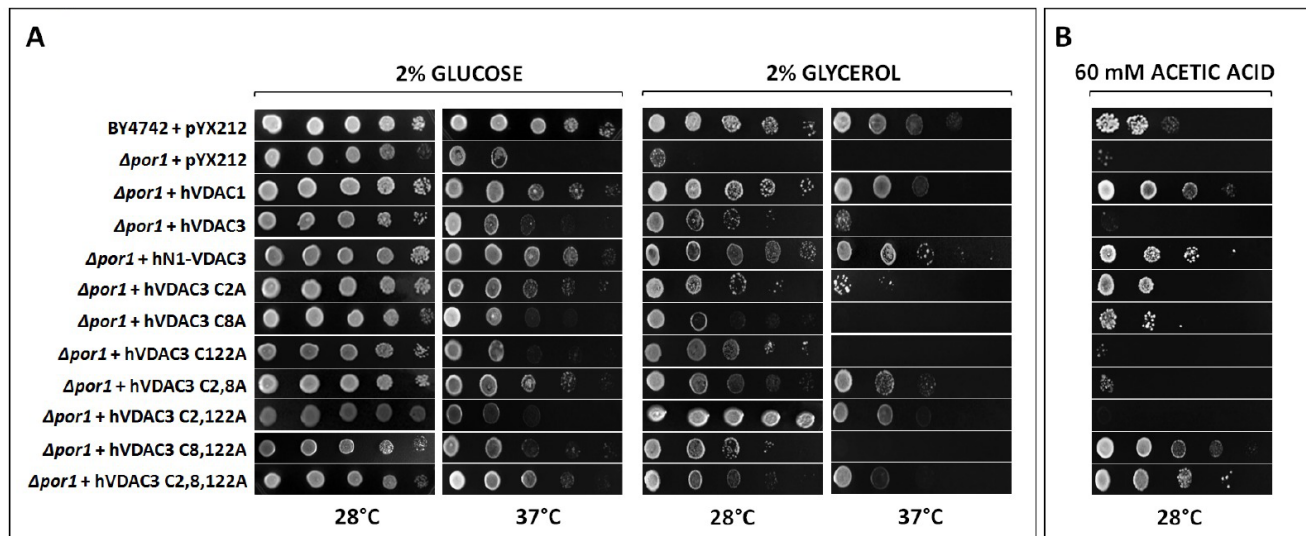 A
2% GLUCOSE
2% GLYCEROL
BY4742 + pYX212
Δpor1 + pYX212
Δpor1 + hVDAC1
Δpor1 + hVDAC3
Δpor1 + hN1-VDAC3
Δpor1 + hVDAC3 C2A
Δpor1 + hVDAC3 C8A
Δpor1 + hVDAC3 C122A
Δpor1 + hVDAC3 C2,8A
Δpor1 + hVDAC3 C2,122A
Δpor1 + hVDAC3 C8,122A
Δpor1 + hVDAC3 C2,8,122A
28°C
37°C
28°C
37°C
B
60 mM ACETIC ACID
28°C